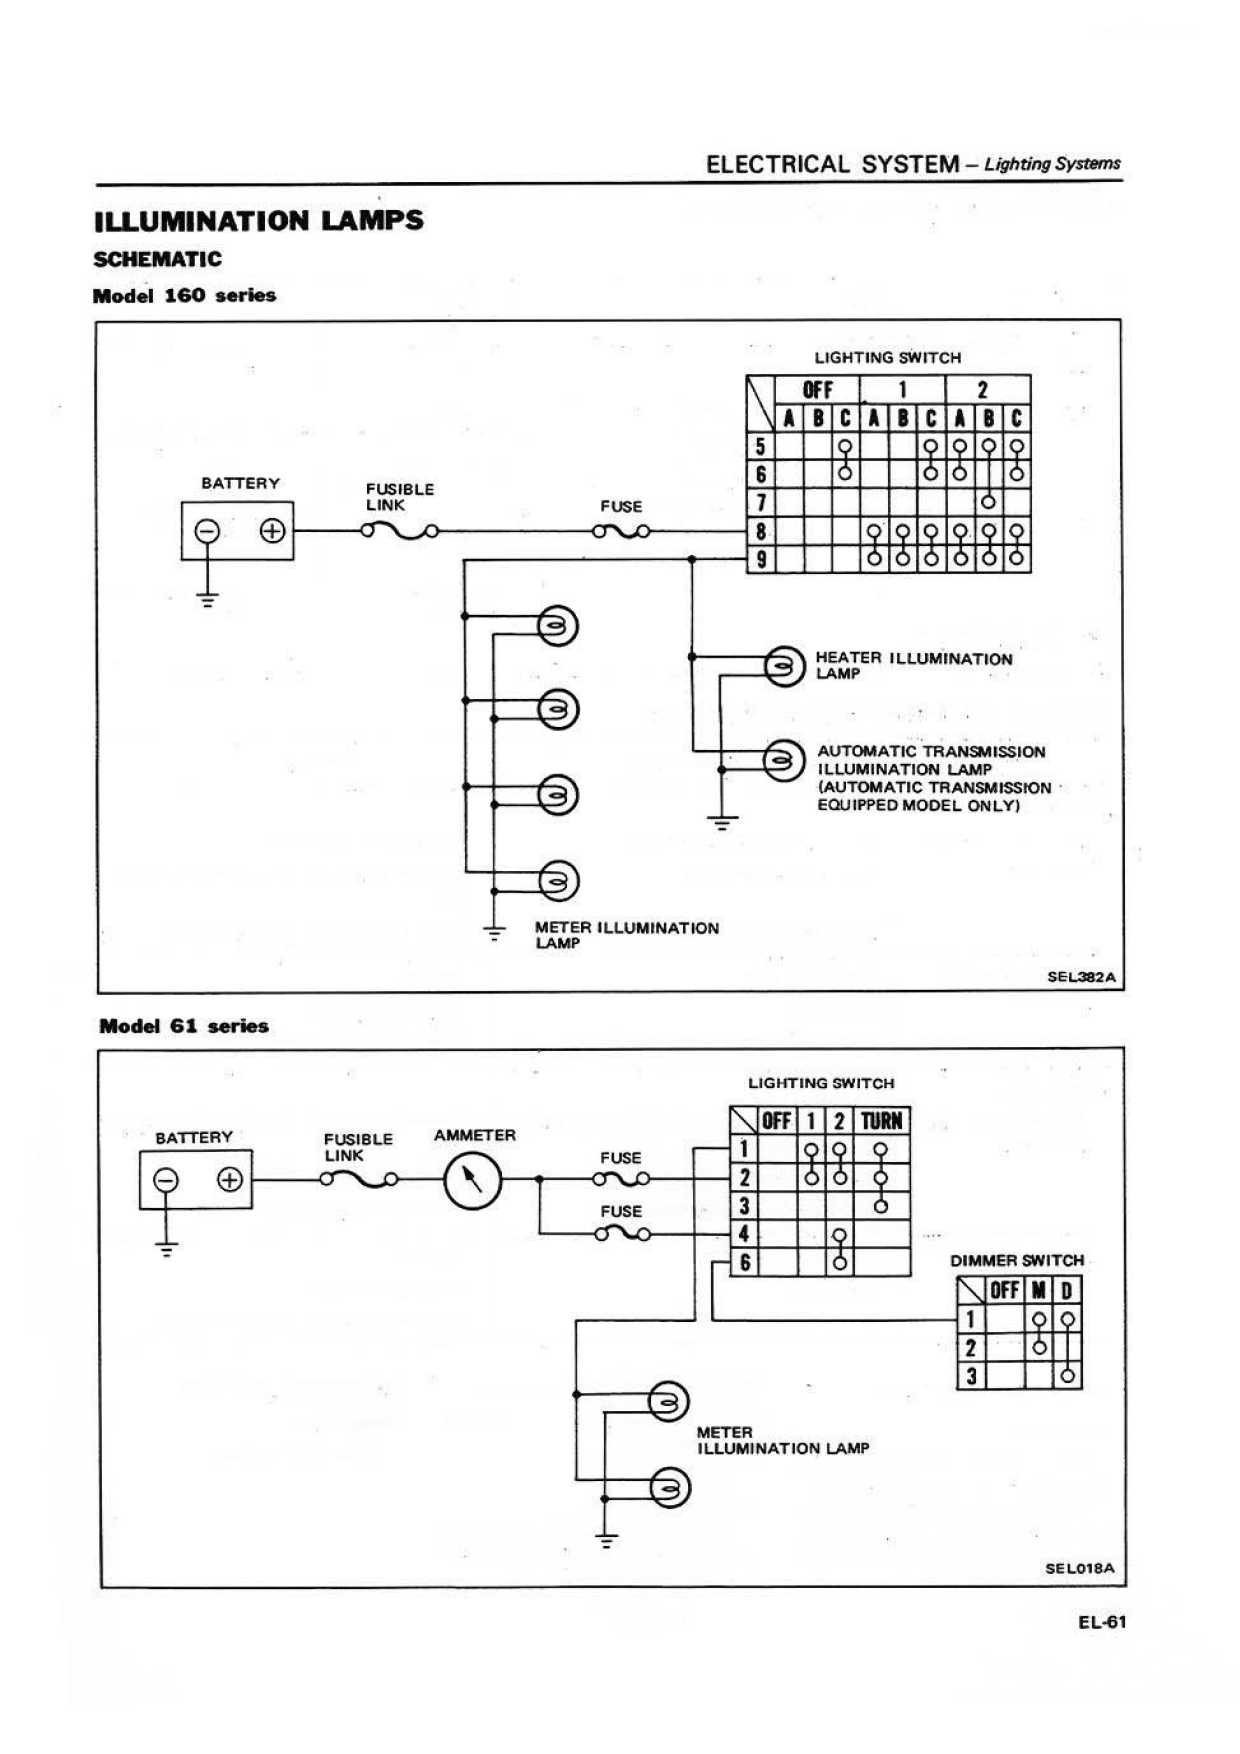 ELECTRICAL SYSTEM – Lighting Systems
ILLUMINATION LAMPS
SCHEMATIC
Model 160 series
LIGHTING SWITCH
OFF 1 2
A B C A B C A B C
5
6
7
8
9
BATTERY
FUSIBLE
LINK
FUSE
HEATER ILLUMINATION
LAMP
AUTOMATIC TRANSMISSION
ILLUMINATION LAMP
(AUTOMATIC TRANSMISSION
EQUIPPED MODEL ONLY)
METER ILLUMINATION
LAMP
SEL382A
Model 61 series
LIGHTING SWITCH
OFF 1 2 TURN
1
2
3
4
6
BATTERY
FUSIBLE
LINK
AMMETER
FUSE
FUSE
DIMMER SWITCH
OFF M D
1
2
3
METER
ILLUMINATION LAMP
SEL018A
EL-61